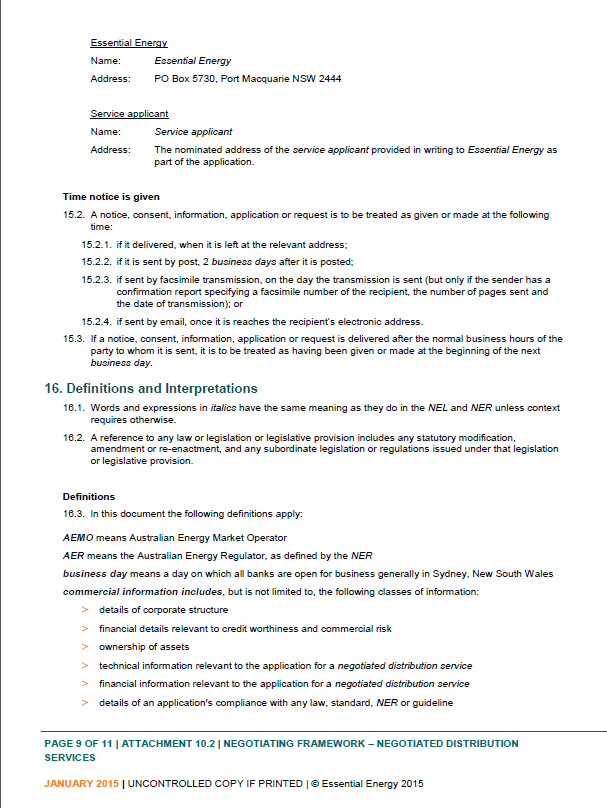 Essential Energy
Name: Essential Energy
Address: PO Box 5730, Port Macquarie NSW 2444
Service applicant
Name: Service applicant
Address: The nominated address of the service applicant provided in writing to Essential Energy as
part of the application.
Time notice is given
15.2. A notice, consent, information, application or request is to be treated as given or made at the following
time:
15.2.1. if it delivered, when it is left at the relevant address;
15.2.2. if it is sent by post, 2 business days after it is posted;
15.2.3. if sent by facsimile transmission, on the day the transmission is sent (but only if the sender has a
confirmation report specifying a facsimile number of the recipient, the number of pages sent and
the date of transmission); or
15.2.4. if sent by email, once it is reaches the recipient's electronic address.
15.3. If a notice, consent, information, application or request is delivered after the normal business hours of the
party to whom it is sent, it is to be treated as having been given or made at the beginning of the next
business day.
16. Definitions and Interpretations
16.1. Words and expressions in italics have the same meaning as they do in the NEL and NER unless context
requires otherwise.
16.2. A reference to any law or legislation or legislative provision includes any statutory modification,
amendment or re-enactment, and any subordinate legislation or regulations issued under that legislation
or legislative provision.
Definitions
16.3. In this document the following definitions apply:
AEMO means Australian Energy Market Operator
AER means the Australian Energy Regulator, as defined by the NER
business day means a day on which all banks are open for business generally in Sydney, New South Wales
commercial information includes, but is not limited to, the following classes of information:
> details of corporate structure
> financial details relevant to credit worthiness and commercial risk
> ownership of assets
> technical information relevant to the application for a negotiated distribution service
> financial information relevant to the application for a negotiated distribution service
> details of an application's compliance with any law, standard, NER or guideline
PAGE 9 OF 11 | ATTACHMENT 10.2 | NEGOTIATING FRAMEWORK – NEGOTIATED DISTRIBUTION
SERVICES
JANUARY 2015 | UNCONTROLLED COPY IF PRINTED | © Essential Energy 2015